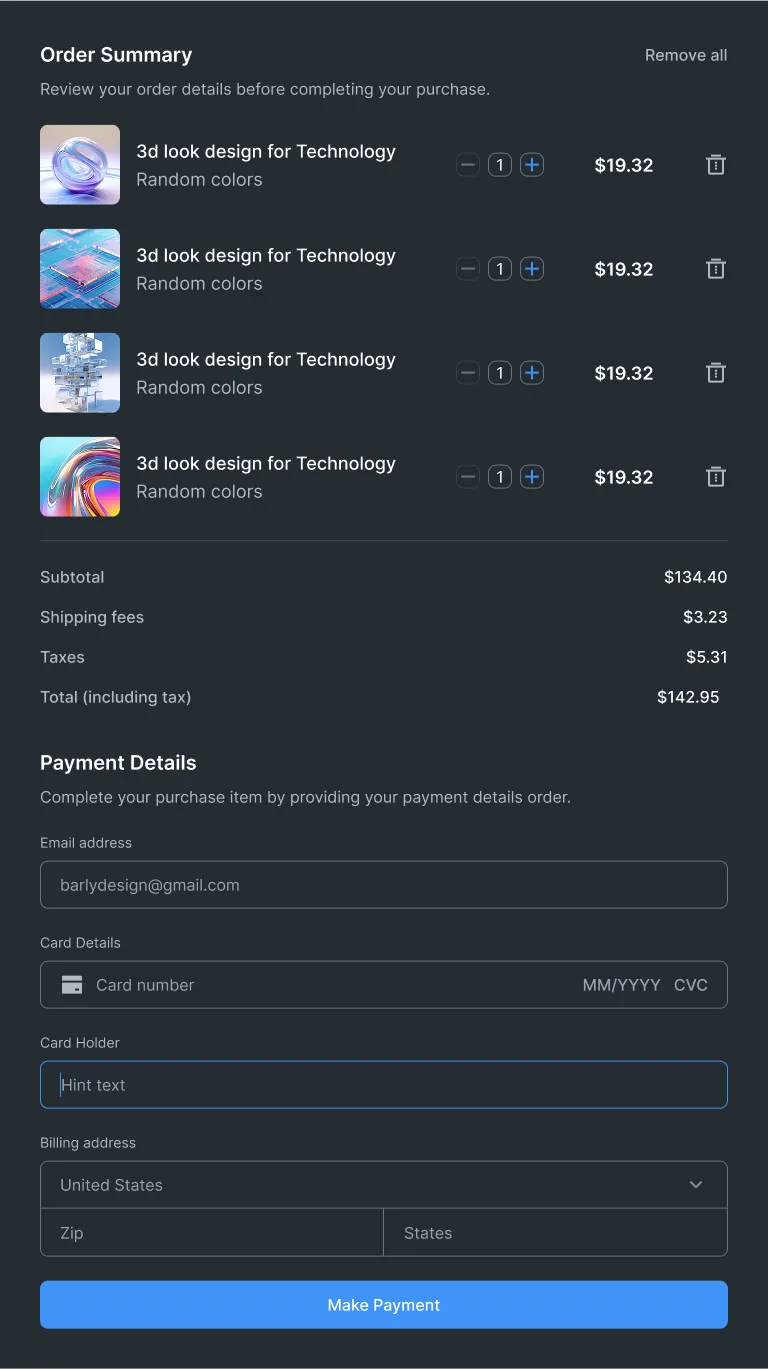 Order Summary
Remove all
Review your order details before completing your purchase.
3d look design for Technology
Random colors
1
$19.32
3d look design for Technology
Random colors
1
$19.32
3d look design for Technology
Random colors
1
$19.32
3d look design for Technology
Random colors
1
$19.32
Subtotal
$134.40
Shipping fees
$3.23
Taxes
$5.31
Total (including tax)
$142.95
Payment Details
Complete your purchase item by providing your payment details order.
Email address
barlydesign@gmail.com
Card Details
Card number
MM/YYYY
CVC
Card Holder
Hint text
Billing address
United States
Zip
States
Make Payment